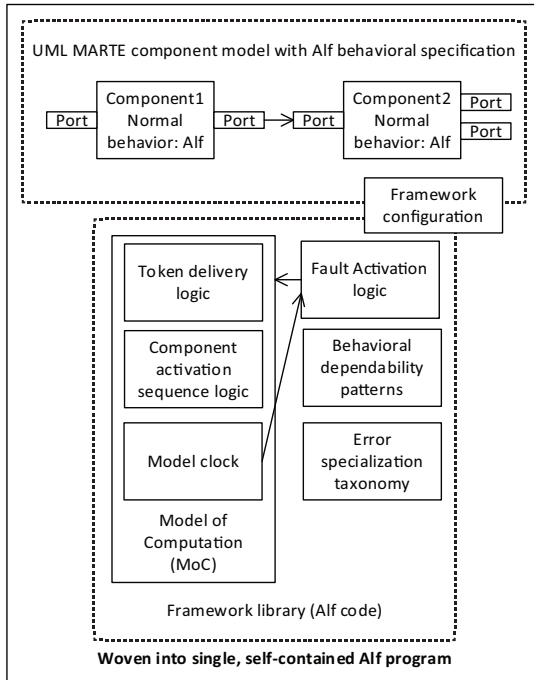 UML MARTE component model with Alf behavioral specification
Port
Component1
Normal
behavior: Alf
Port
Port
Component2
Normal
behavior: Alf
Port
Port
Framework
configuration
Token delivery
logic
Fault Activation
logic
Component
activation
sequence logic
Behavioral
dependability
patterns
Model clock
Error
specialization
taxonomy
Model of
Computation
(MoC)
Framework library (Alf code)
Woven into single, self-contained Alf program